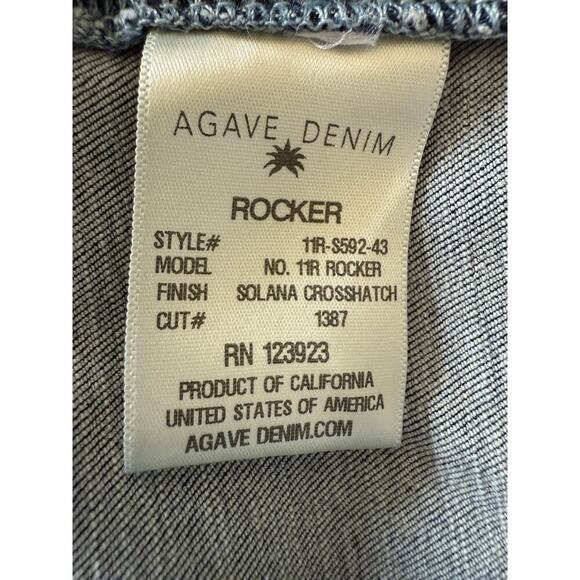 AGAVE DENIM
ROCKER
STYLE# 11R-S592-43
MODEL NO. 11R ROCKER
FINISH SOLANA CROSSHATCH
CUT# 1387
RN 123923
PRODUCT OF CALIFORNIA
UNITED STATES OF AMERICA
AGAVE DENIM.COM